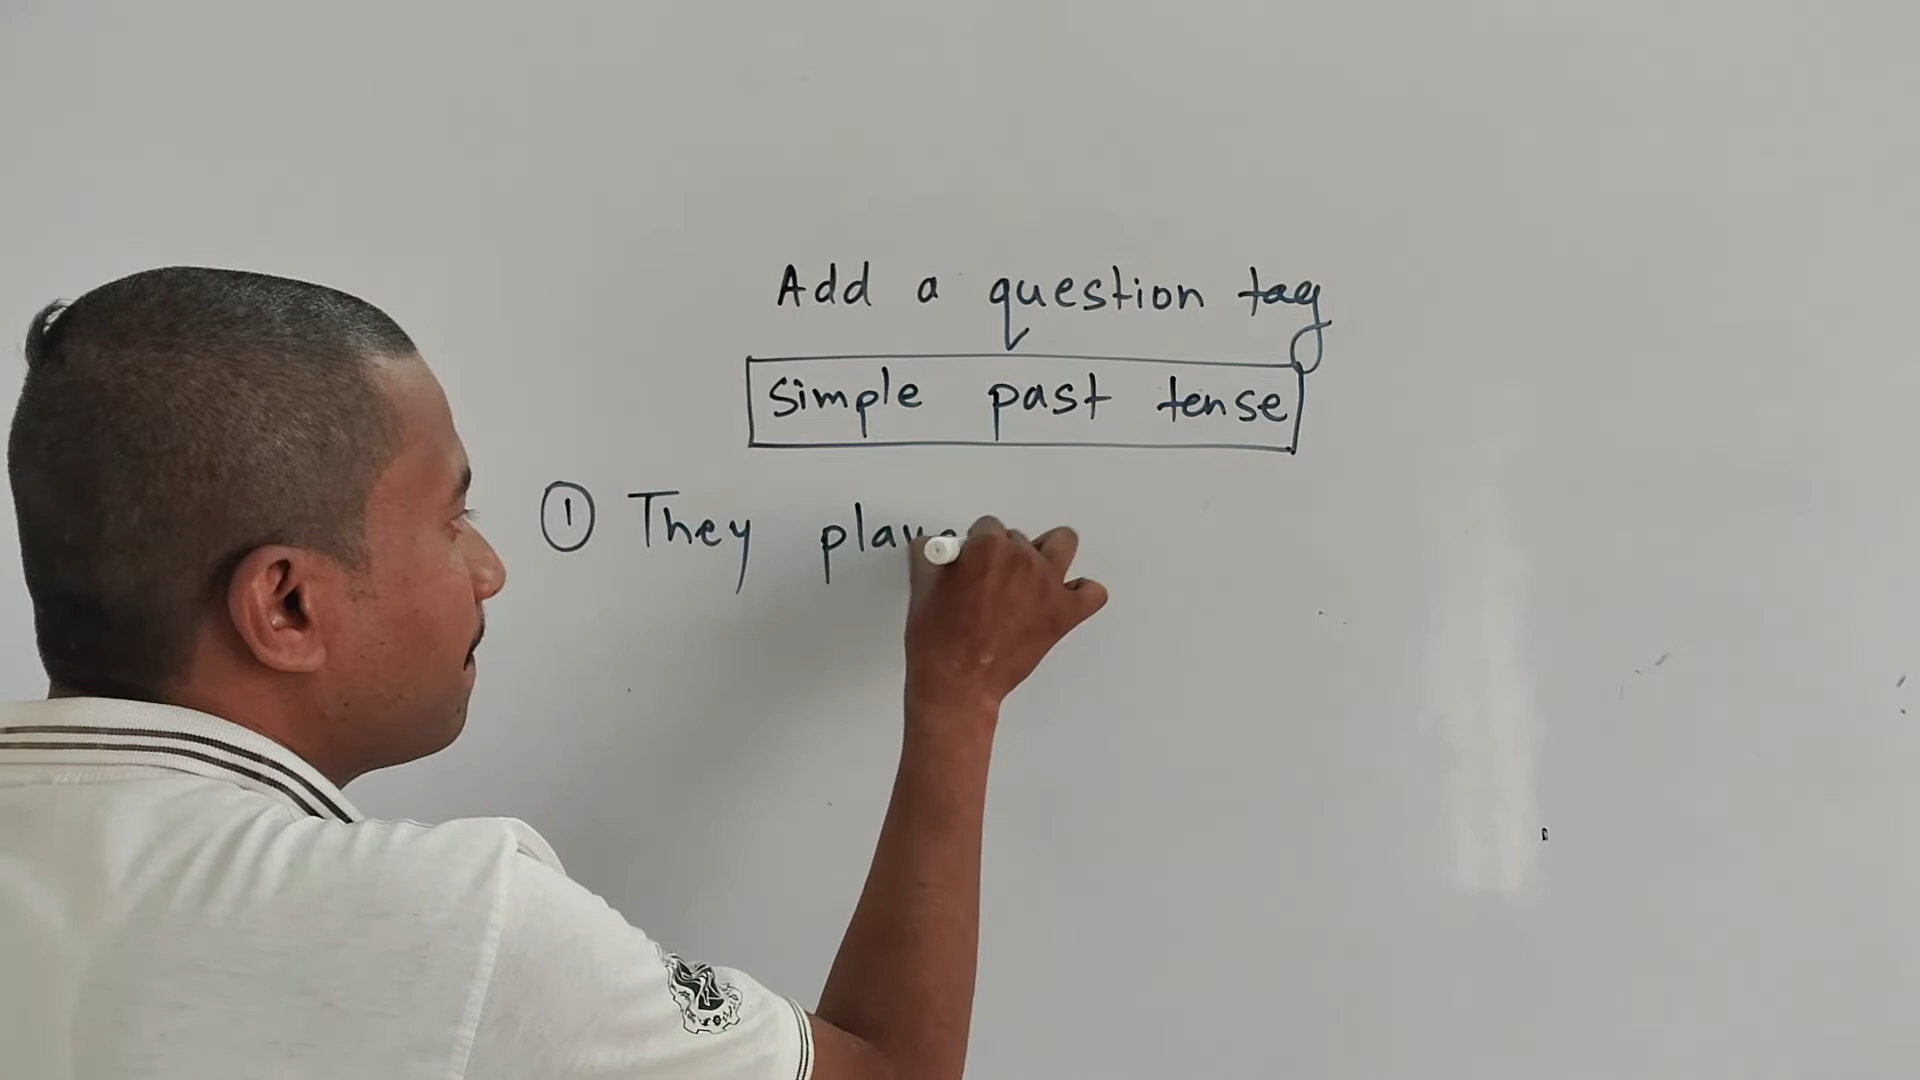 Add a question tag
Simple past tense
① They